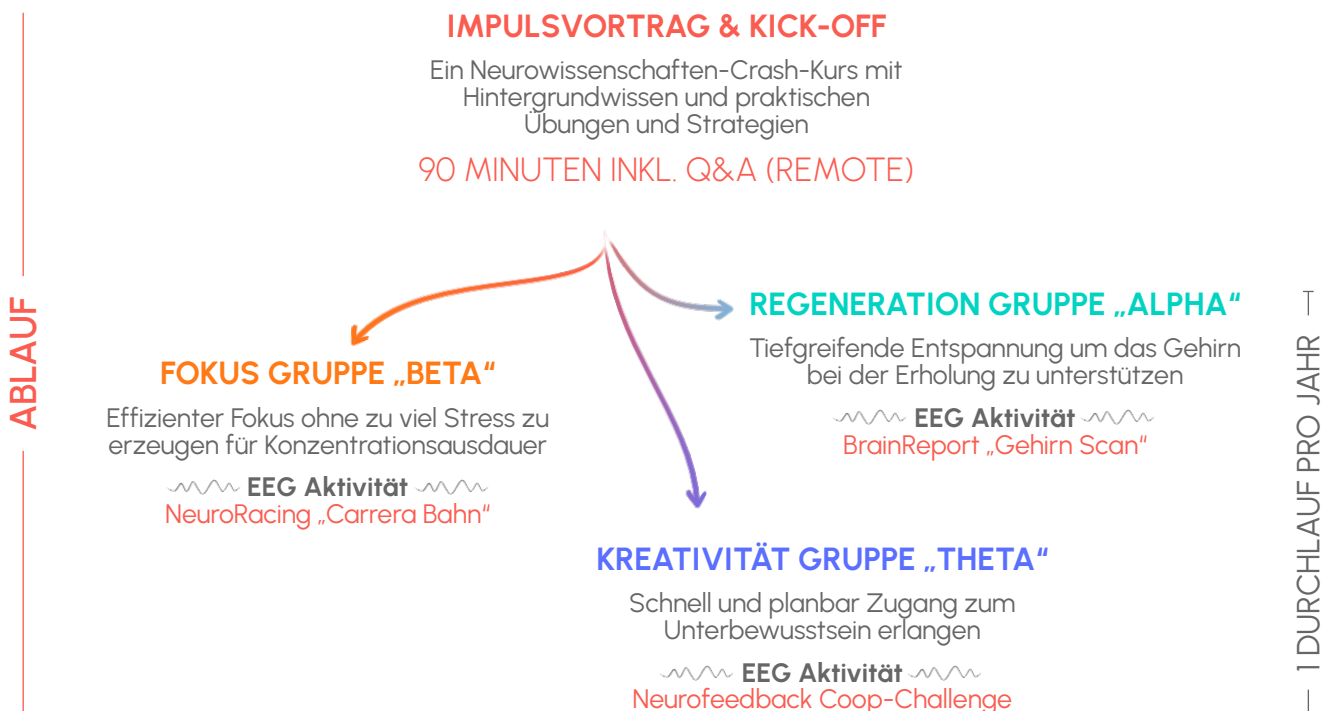 IMPULSVORTRAG & KICK-OFF
Ein Neurowissenschaften-Crash-Kurs mit
Hintergrundwissen und praktischen
Übungen und Strategien
90 MINUTEN INKL. Q&A (REMOTE)
ABLAUF
FOKUS GRUPPE „BETA“
Effizienter Fokus ohne zu viel Stress zu
erzeugen für Konzentrationsausdauer
EEG Aktivität
NeuroRacing „Carrera Bahn“
REGENERATION GRUPPE „ALPHA“
Tiefgreifende Entspannung um das Gehirn
bei der Erholung zu unterstützen
EEG Aktivität
BrainReport „Gehirn Scan“
KREATIVITÄT GRUPPE „THETA“
Schnell und planbar Zugang zum
Unterbewusstsein erlangen
EEG Aktivität
Neurofeedback Coop-Challenge
1 DURCHLAUF PRO JAHR